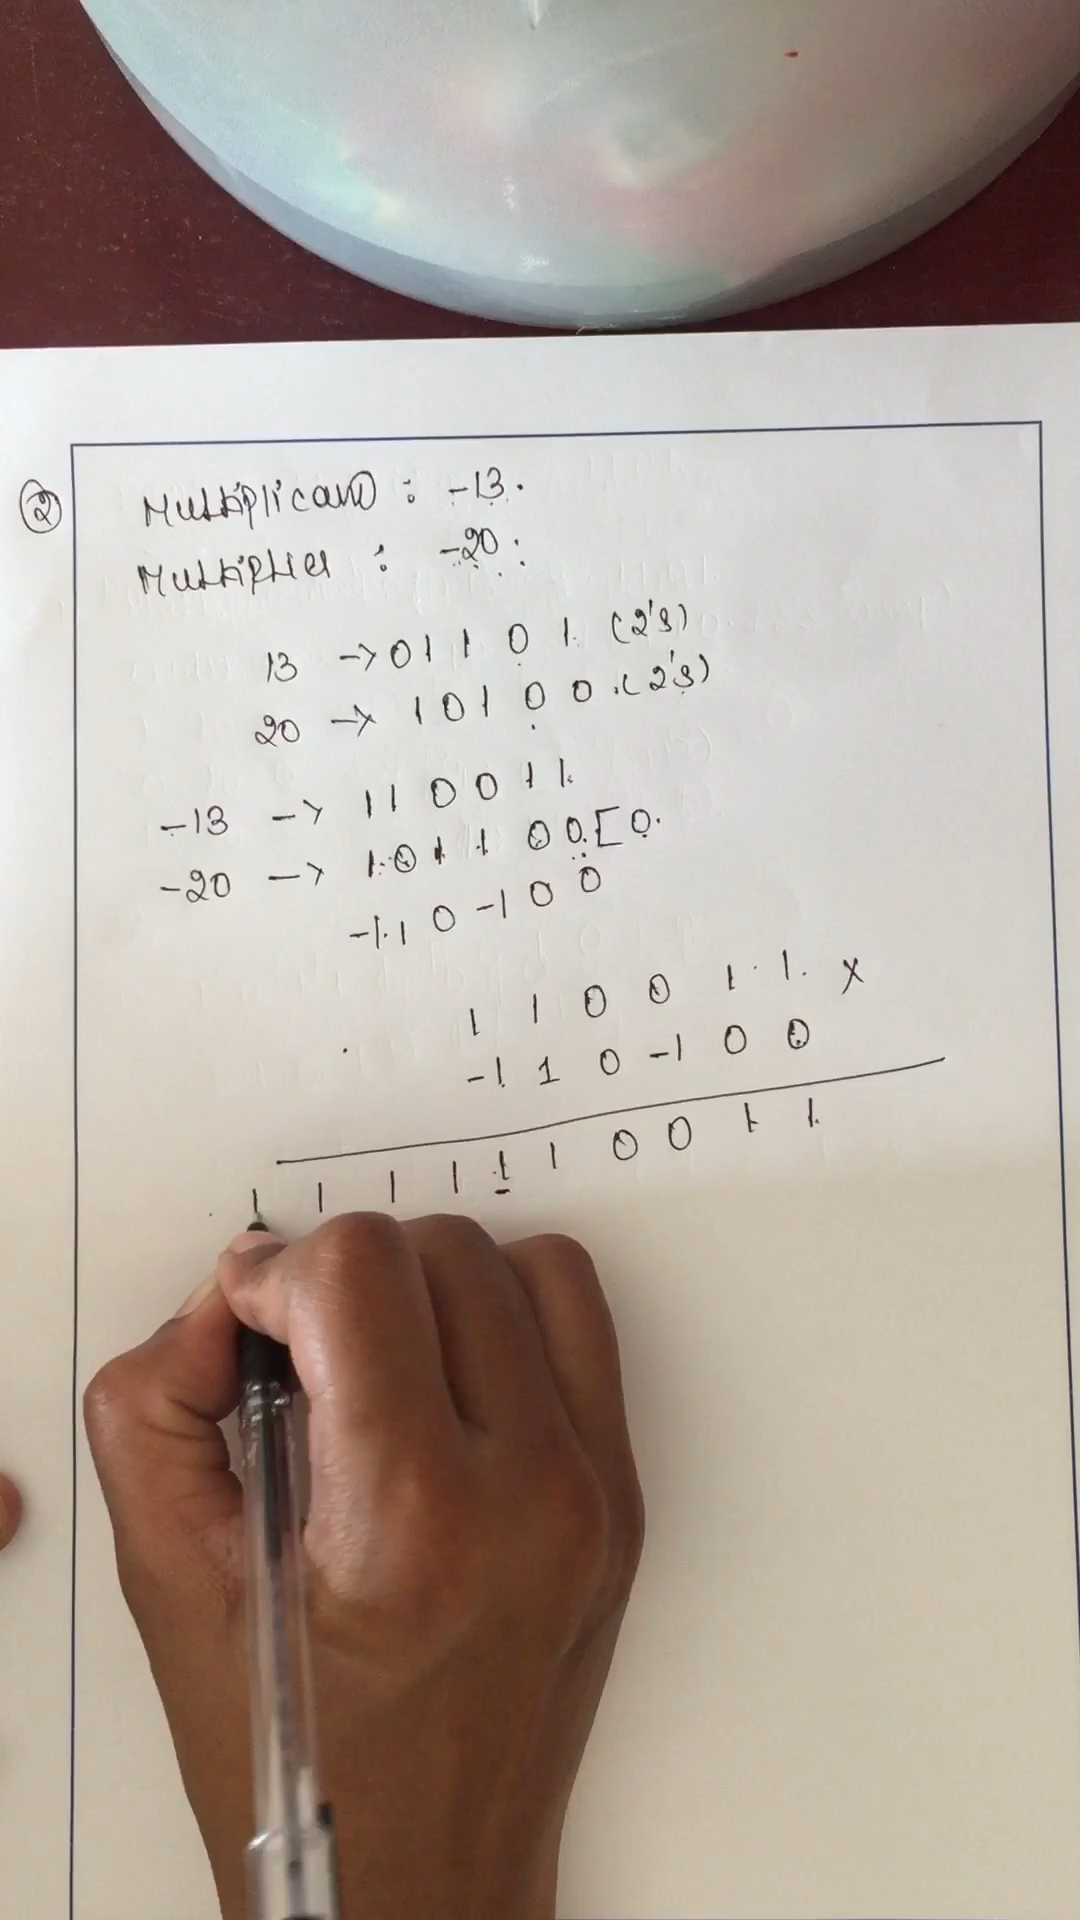 ② Multiplicand : -13.
Multiplier : -20 :
13 -> 0 1 1 0 1. (2's)
20 -> 1 0 1 0 0 .(2's)
-13 -> 1 1 0 0 1 1.
-20 -> 1 0 1 1 0 0 [0.
-1 1 0 -1 0 0
1 1 0 0 1 1. x
-1 1 0 -1 0 0
1 1 1 1 1 1 0 0 1 1.